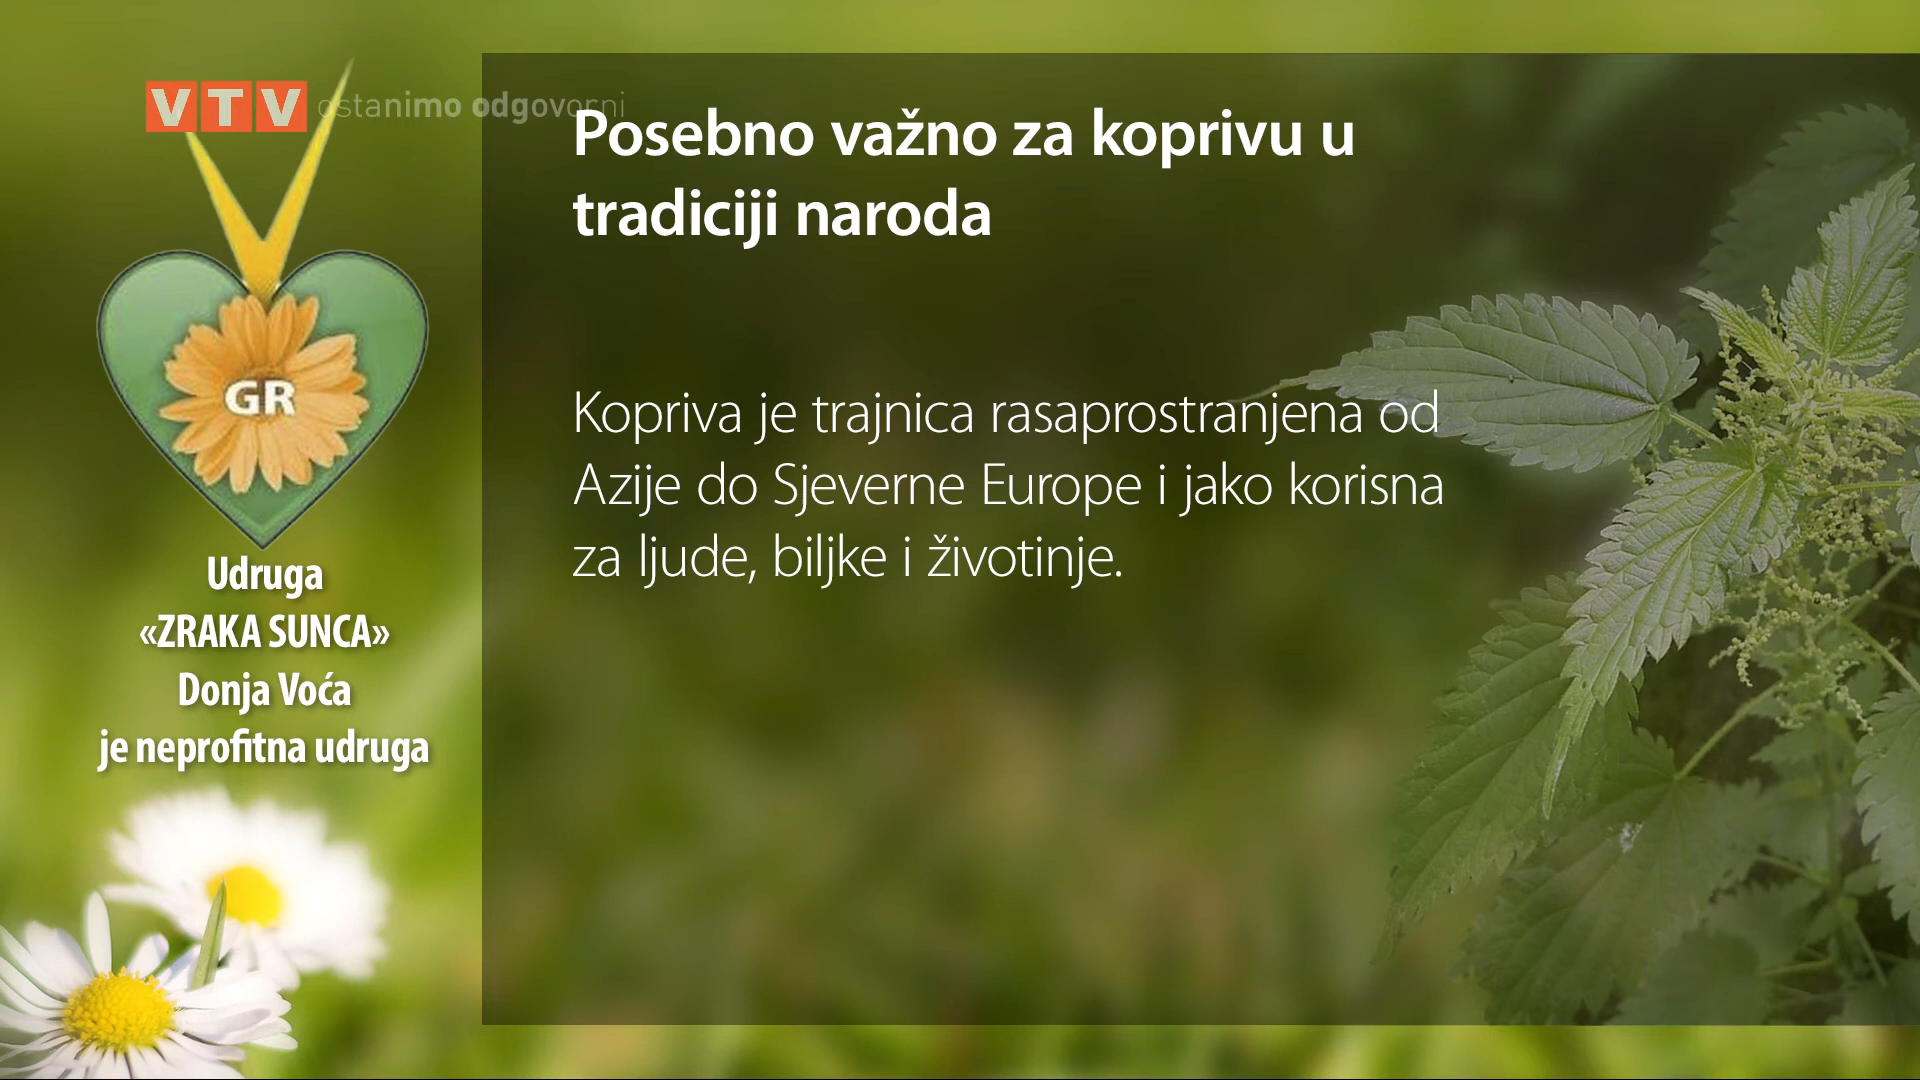 VTV ostanimo odgovorni
Posebno važno za koprivu u
tradiciji naroda
Kopriva je trajnica rasaprostranjena od
Azije do Sjeverne Europe i jako korisna
za ljude, biljke i životinje.
GR
Udruga
«ZRAKA SUNCA»
Donja Voća
je neprofitna udruga